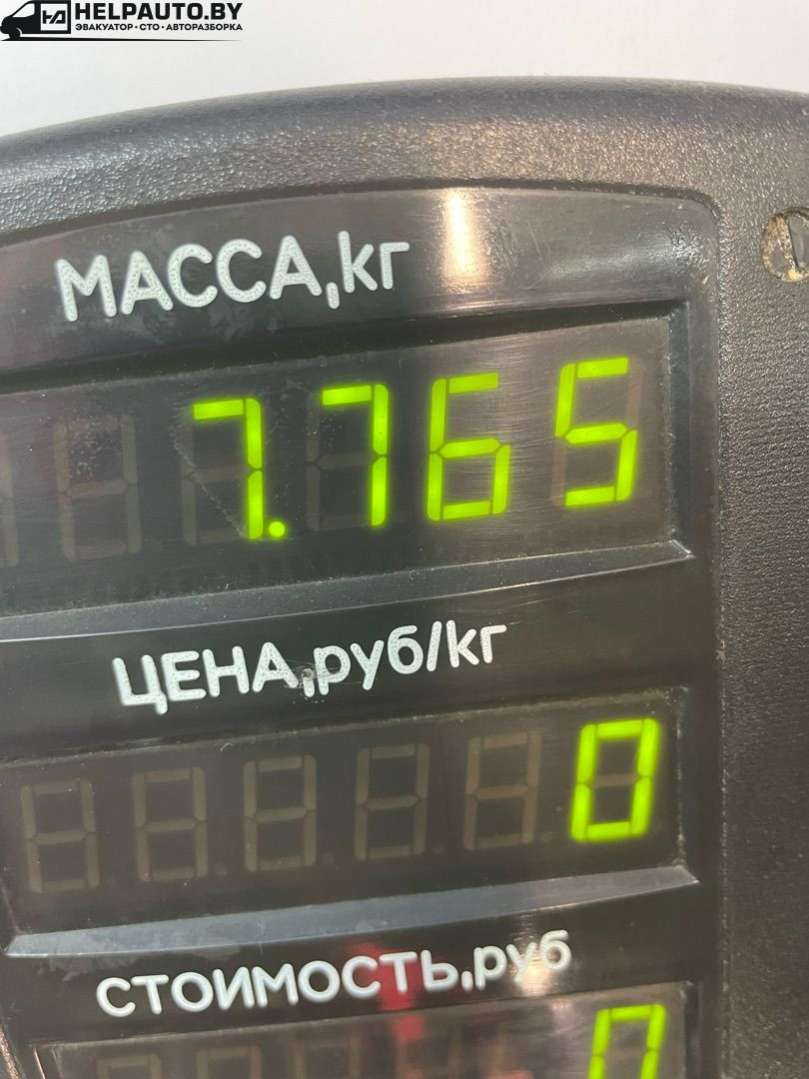 HELPAUTO.BY
ЭВАКУАТОР • СТО • АВТОРАЗБОРКА
МАССА,кг
7.765
ЦЕНА,руб/кг
0
СТОИМОСТЬ,руб
0